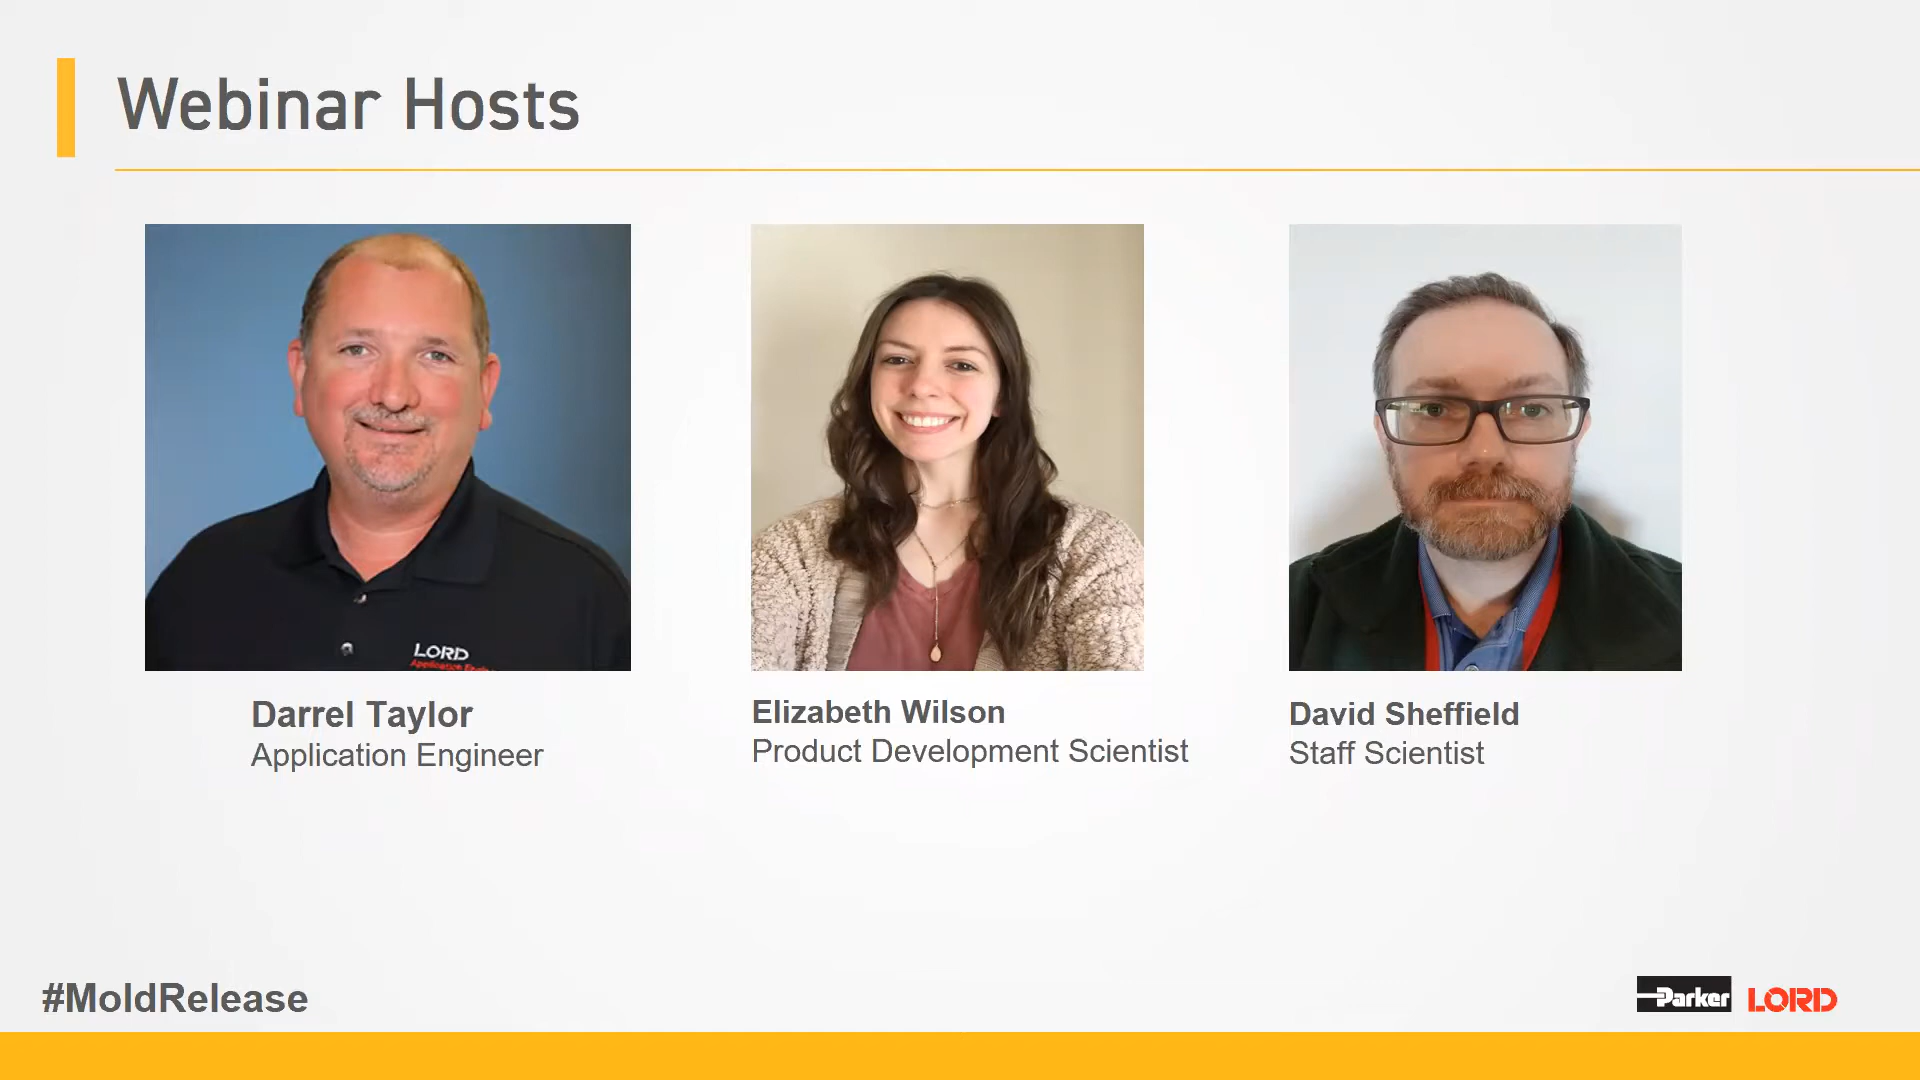 Webinar Hosts
LORD
Darrel Taylor
Application Engineer
Elizabeth Wilson
Product Development Scientist
David Sheffield
Staff Scientist
#MoldRelease
Parker LORD